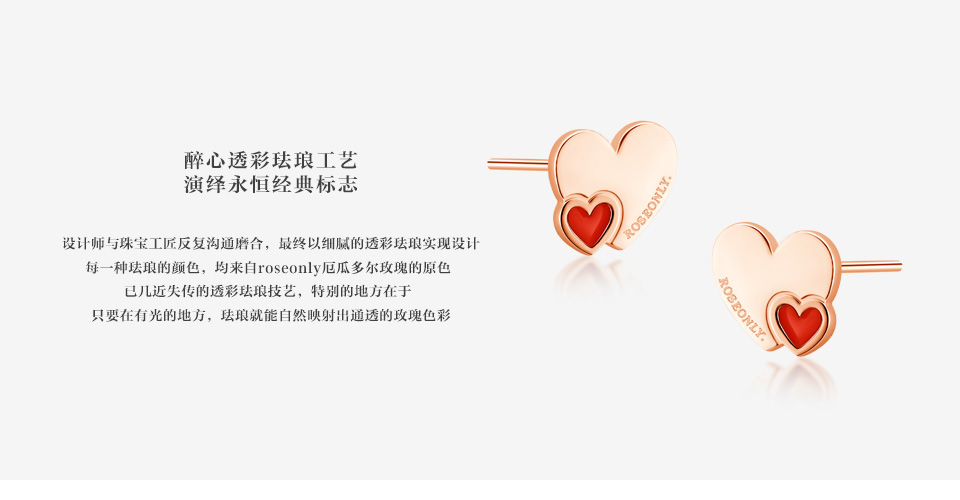 醉心透彩珐琅工艺
演绎永恒经典标志
设计师与珠宝工匠反复沟通磨合，最终以细腻的透彩珐琅实现设计
每一种珐琅的颜色，均来自roseonly厄瓜多尔玫瑰的原色
已几近失传的透彩珐琅技艺，特别的地方在于
只要在有光的地方，珐琅就能自然映射出通透的玫瑰色彩
ROSEONLY.
ROSEONLY.